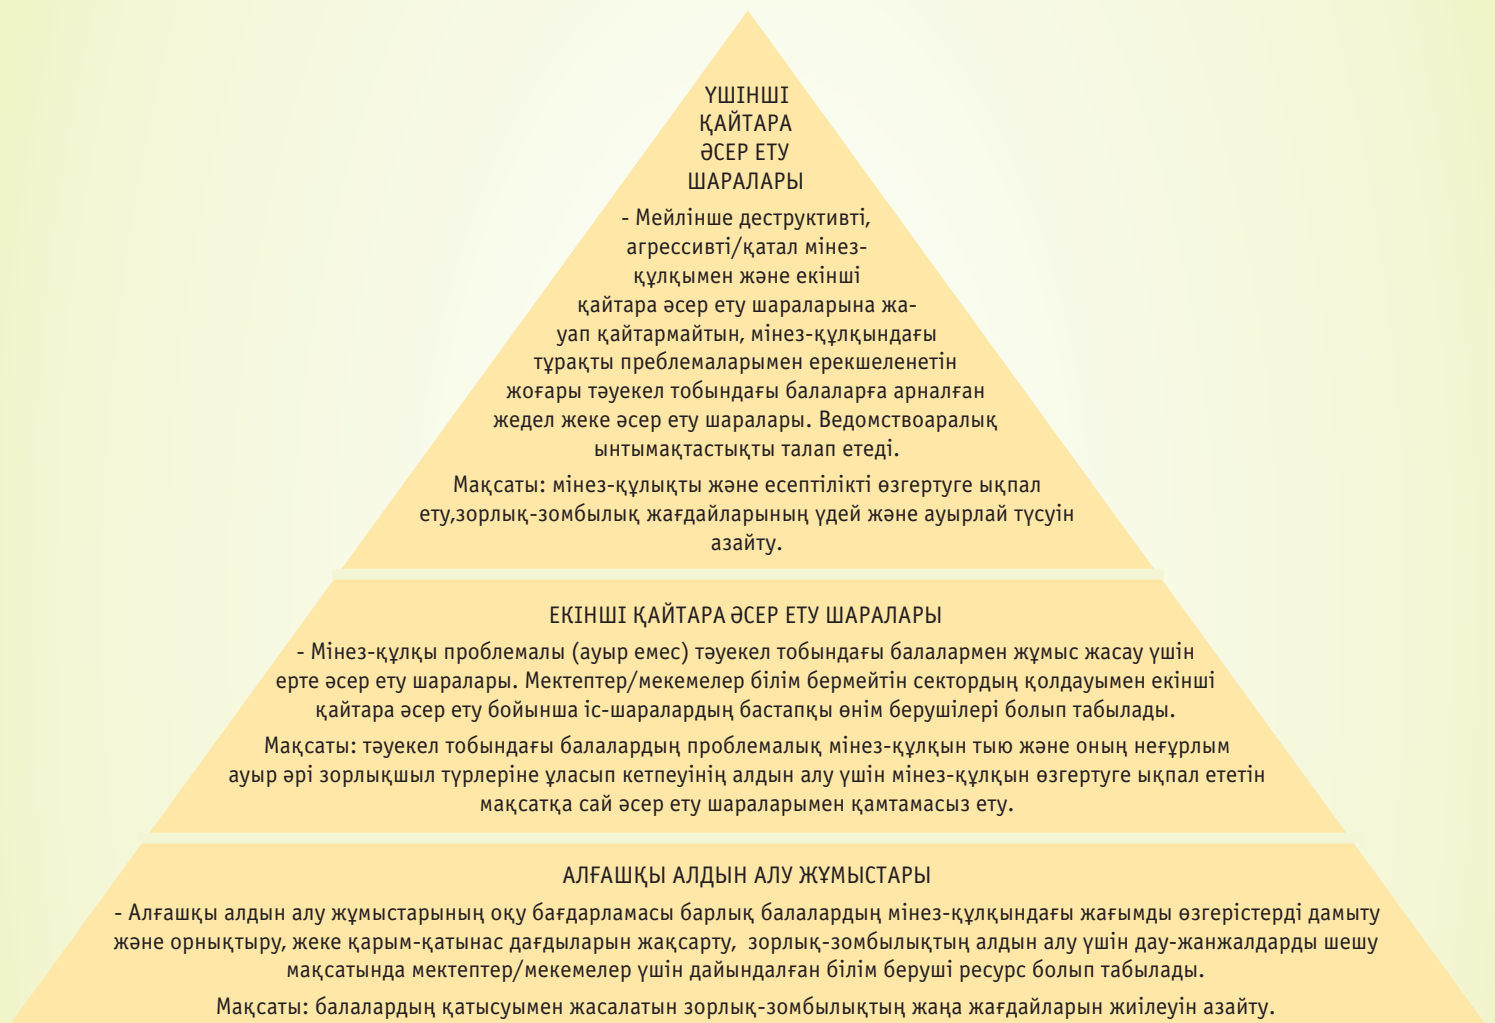 ҮШІНШІ
ҚАЙТАРА
ӘСЕР ЕТУ
ШАРАЛАРЫ
- Мейлінше деструктивті,
агрессивті/қатал мінез-
құлқымен және екінші
қайтара әсер ету шараларына жа-
уап қайтармайтын, мінез-құлқындағы
тұрақты преблемаларымен ерекшеленетін
жоғары тәуекел тобындағы балаларға арналған
жедел жеке әсер ету шаралары. Ведомствоаралық
ынтымақтастықты талап етеді.
Мақсаты: мінез-құлықты және есептілікті өзгертуге ықпал
ету,зорлық-зомбылық жағдайларының үдей және ауырлай түсуін
азайту.
ЕКІНШІ ҚАЙТАРА ӘСЕР ЕТУ ШАРАЛАРЫ
- Мінез-құлқы проблемалы (ауыр емес) тәуекел тобындағы балалармен жұмыс жасау үшін
ерте әсер ету шаралары. Мектептер/мекемелер білім бермейтін сектордың қолдауымен екінші
қайтара әсер ету бойынша іс-шаралардың бастапқы өнім берушілері болып табылады.
Мақсаты: тәуекел тобындағы балалардың проблемалық мінез-құлқын тыю және оның неғұрлым
ауыр әрі зорлықшыл түрлеріне ұласып кетпеуінің алдын алу үшін мінез-құлқын өзгертуге ықпал ететін
мақсатқа сай әсер ету шараларымен қамтамасыз ету.
АЛҒАШҚЫ АЛДЫН АЛУ ЖҰМЫСТАРЫ
- Алғашқы алдын алу жұмыстарының оқу бағдарламасы барлық балалардың мінез-құлқындағы жағымды өзгерістерді дамыту
және орнықтыру, жеке қарым-қатынас дағдыларын жақсарту, зорлық-зомбылықтың алдын алу үшін дау-жанжалдарды шешу
мақсатында мектептер/мекемелер үшін дайындалған білім беруші ресурс болып табылады.
Мақсаты: балалардың қатысуымен жасалатын зорлық-зомбылықтың жаңа жағдайларын жиілеуін азайту.